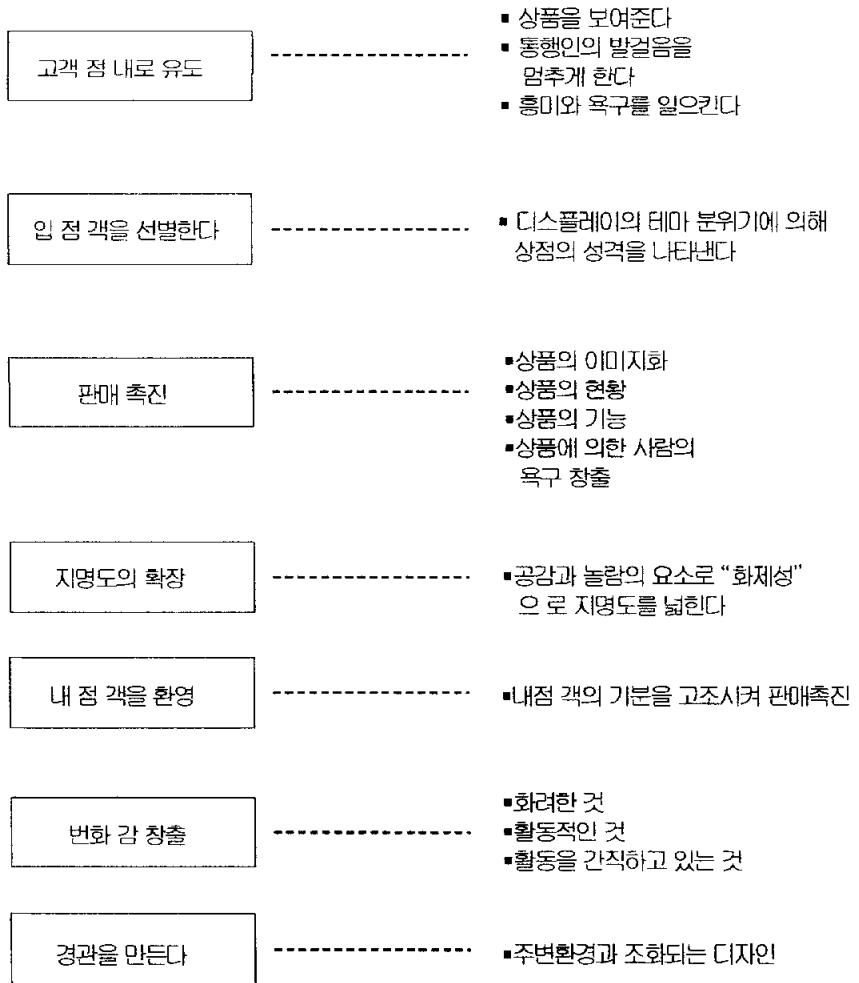 고객 점 내로 유도
▪ 상품을 보여준다
▪ 통행인의 발걸음을
멈추게 한다
▪ 흥미와 욕구를 일으킨다
입 점 객을 선별한다
▪ 디스플레이의 테마 분위기에 의해
상점의 성격을 나타낸다
판매 촉진
▪상품의 이미지화
▪상품의 현황
▪상품의 기능
▪상품에 의한 사람의
욕구 창출
지명도의 확장
▪공감과 놀람의 요소로 “화제성”
으 로 지명도를 넓힌다
내 점 객을 환영
▪내점 객의 기분을 고조시켜 판매촉진
번화 감 창출
▪화려한 것
▪활동적인 것
▪활동을 간직하고 있는 것
경관을 만든다
▪주변환경과 조화되는 디자인